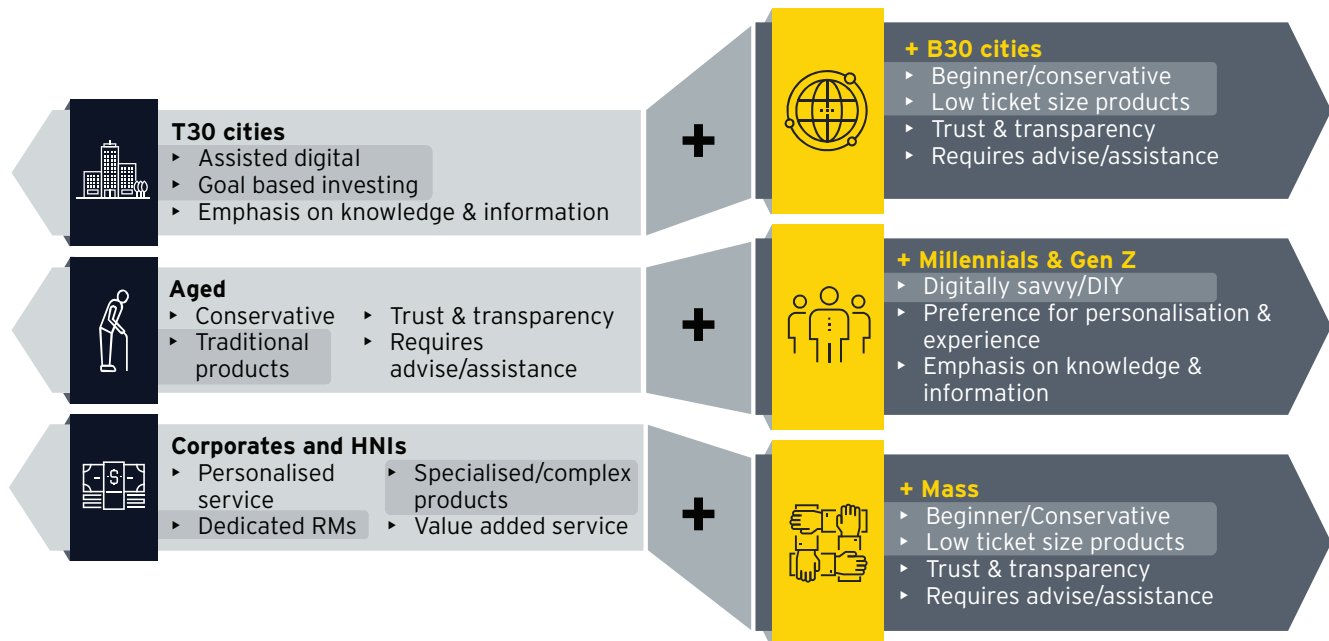 T30 cities
‣ Assisted digital
‣ Goal based investing
‣ Emphasis on knowledge & information
+
+ B30 cities
‣ Beginner/conservative
‣ Low ticket size products
‣ Trust & transparency
‣ Requires advise/assistance
Aged
‣ Conservative
‣ Traditional
products
‣ Trust & transparency
‣ Requires
advise/assistance
+
+ Millennials & Gen Z
‣ Digitally savvy/DIY
‣ Preference for personalisation &
experience
‣ Emphasis on knowledge &
information
Corporates and HNIs
‣ Personalised
service
‣ Dedicated RMs
‣ Specialised/complex
products
‣ Value added service
$
+
+ Mass
‣ Beginner/Conservative
‣ Low ticket size products
‣ Trust & transparency
‣ Requires advise/assistance